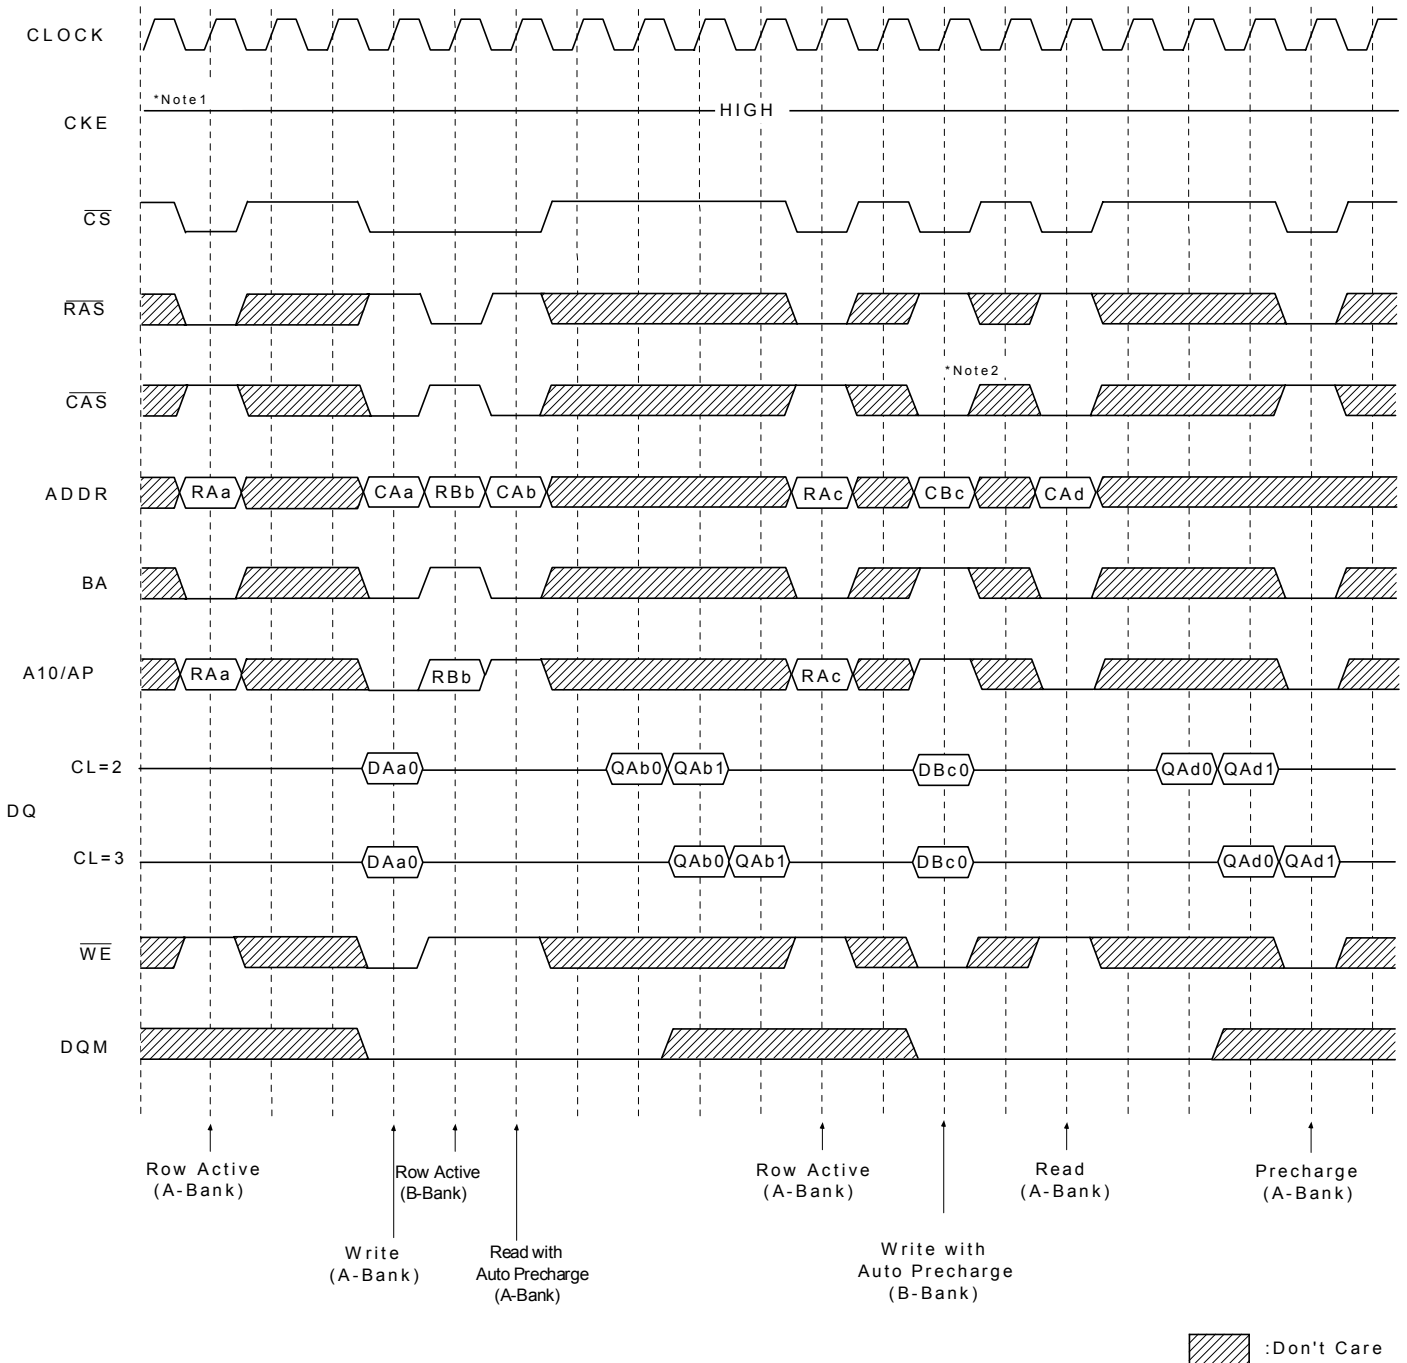 CLOCK
*Note1
CKE
HIGH
CS
RAS
*Note2
CAS
ADDR
RAa
CAa
RBb
CAb
RAc
CBc
CAd
BA
A10/AP
RAa
RBb
RAc
CL=2
DAa0
QAb0
QAb1
DBc0
QAd0
QAd1
DQ
CL=3
DAa0
QAb0
QAb1
DBc0
QAd0
QAd1
WE
DQM
Row Active
(A-Bank)
Row Active
(B-Bank)
Row Active
(A-Bank)
Read
(A-Bank)
Precharge
(A-Bank)
Write
(A-Bank)
Read with
Auto Precharge
(A-Bank)
Write with
Auto Precharge
(B-Bank)
:Don't Care